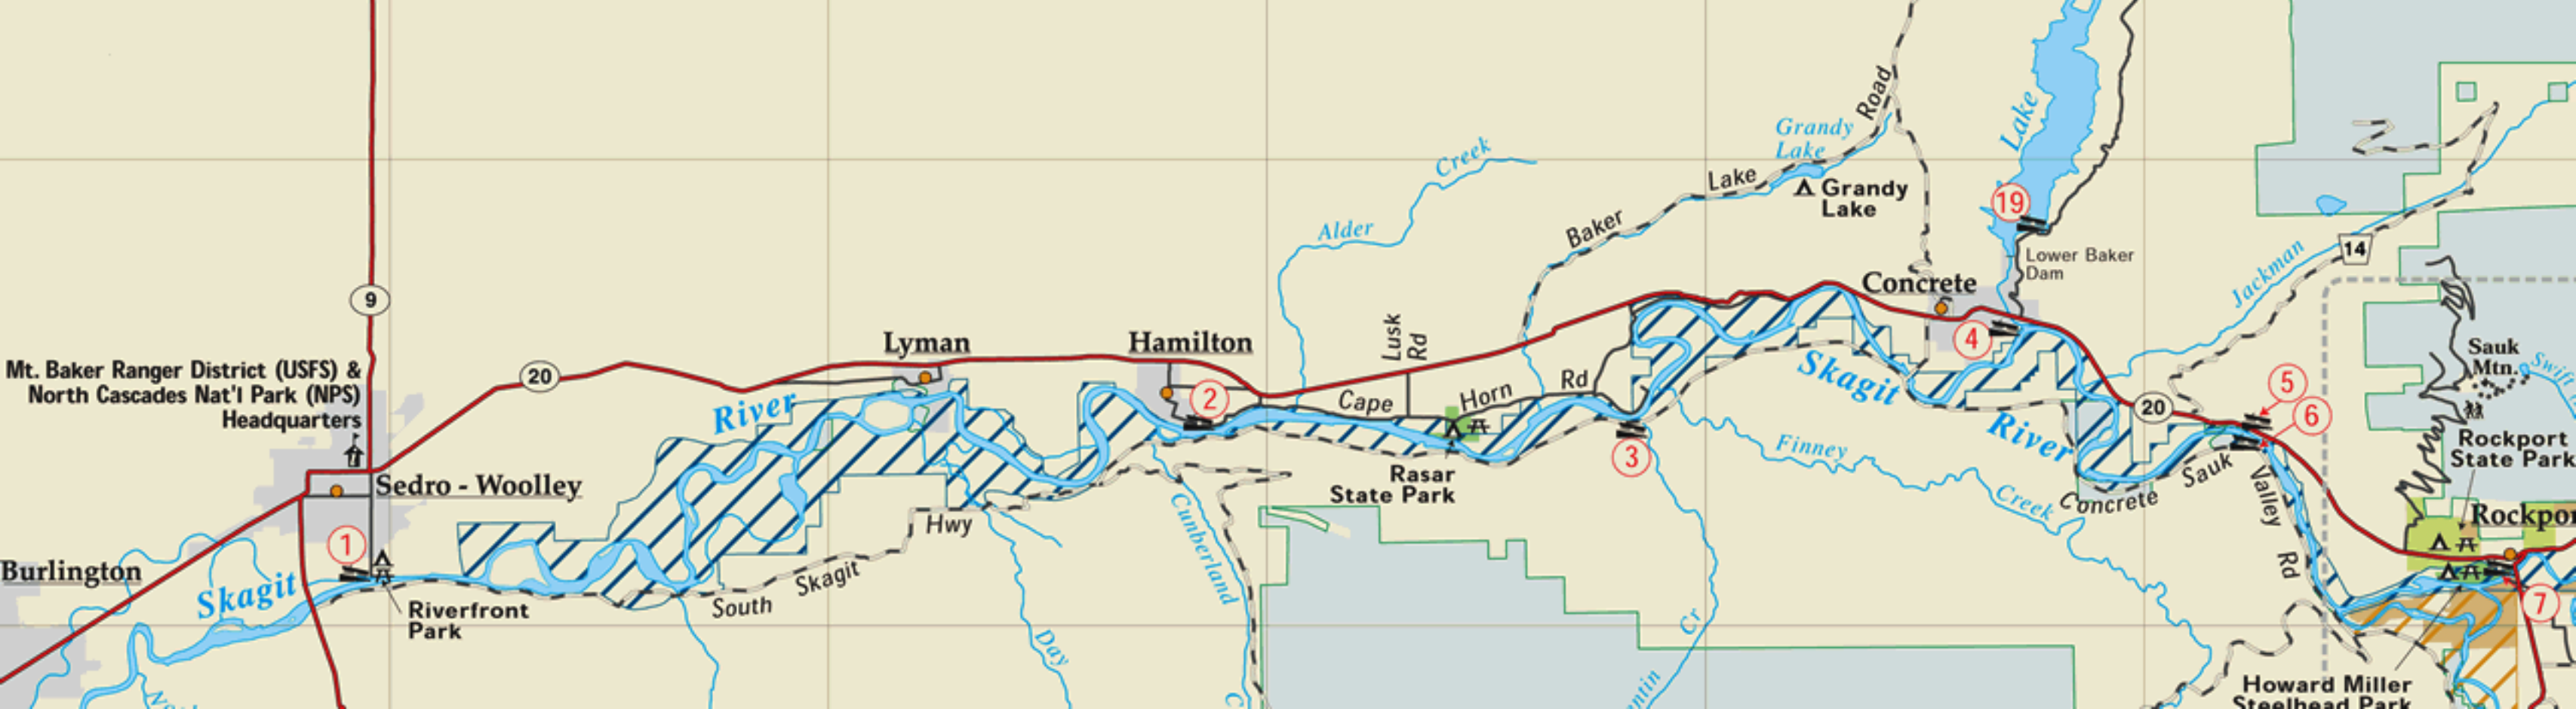 Lake
Road
Grandy
Lake
Creek
Lake
Grandy
Lake
19
Baker
Alder
14
Lower Baker
Dam
Jackman
Concrete
9
Lusk
Rd
4
Hamilton
Lyman
Sauk
Mtn.
Swift
Mt. Baker Ranger District (USFS) &
North Cascades Nat'l Park (NPS)
Headquarters
20
Skagit
Rd
Horn
5
2
Cape
20
6
River
River
Rockport
State Park
Finney
3
Rasar
State Park
Sauk
Valley
Rd
Sedro - Woolley
Creek
Concrete
Cumberland
Hwy
Rockpor
1
Burlington
Skagit
Skagit
South
7
Riverfront
Park
Cr
Day
Howard Miller
Steelhead Park
ntin
C